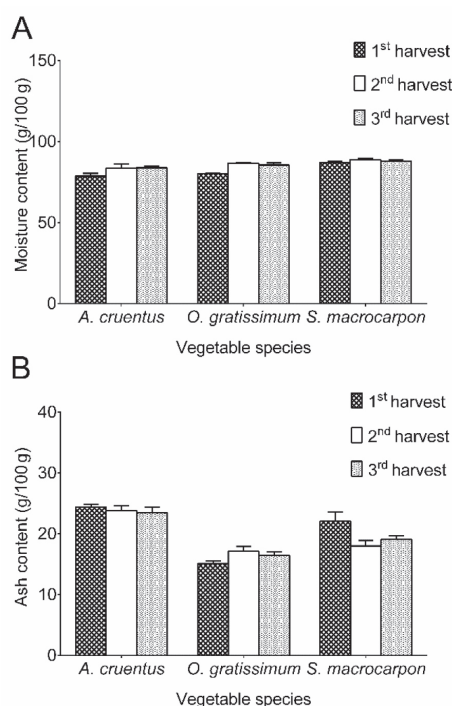 A
1st harvest
2nd harvest
3rd harvest
150
100
50
0
Moisture content (g/100 g)
A. cruentus O. gratissimum S. macrocarpon
Vegetable species
B
1st harvest
2nd harvest
3rd harvest
40
30
20
10
0
Ash content (g/100 g)
A. cruentus O. gratissimum S. macrocarpon
Vegetable species